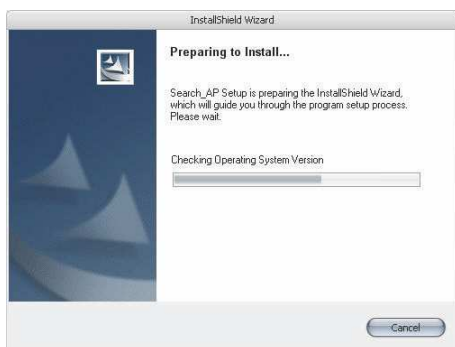 InstallShield Wizard
Preparing to Install...
Search_AP Setup is preparing the InstallShield Wizard,
which will guide you through the program setup process.
Please wait.
Checking Operating System Version
Cancel